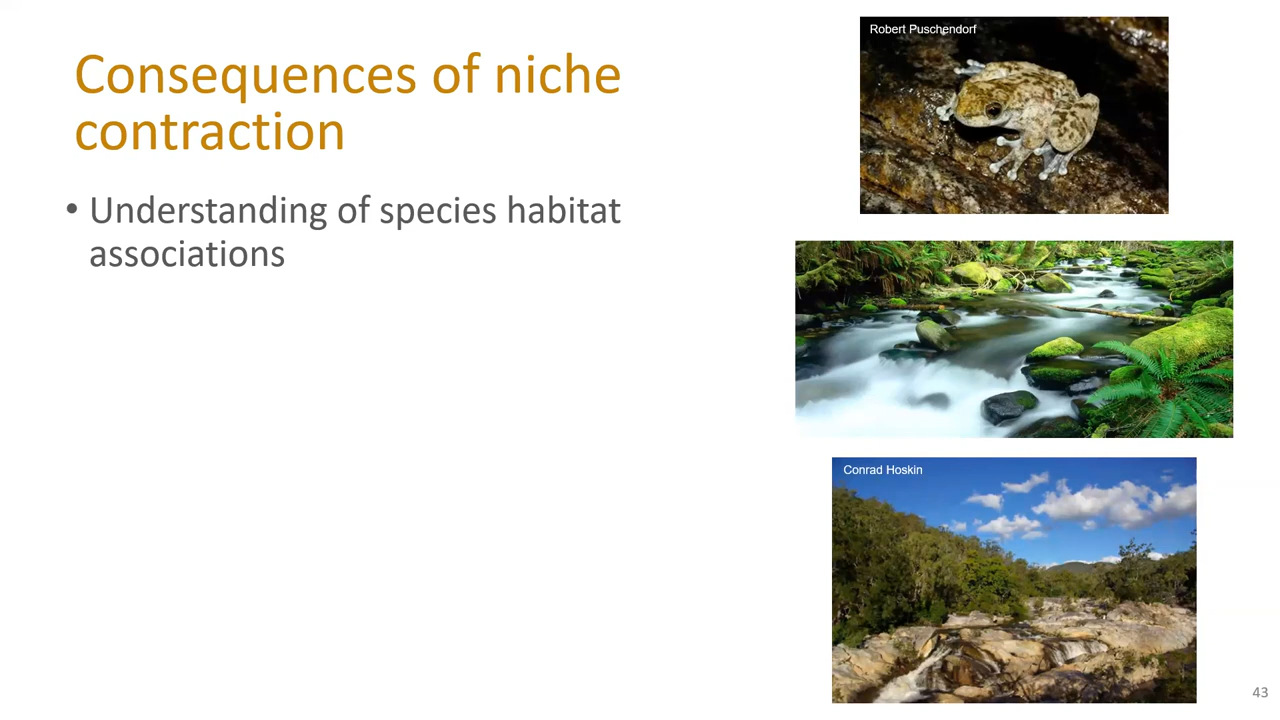 Consequences of niche
contraction
• Understanding of species habitat
associations
Robert Puschendorf
Conrad Hoskin
43